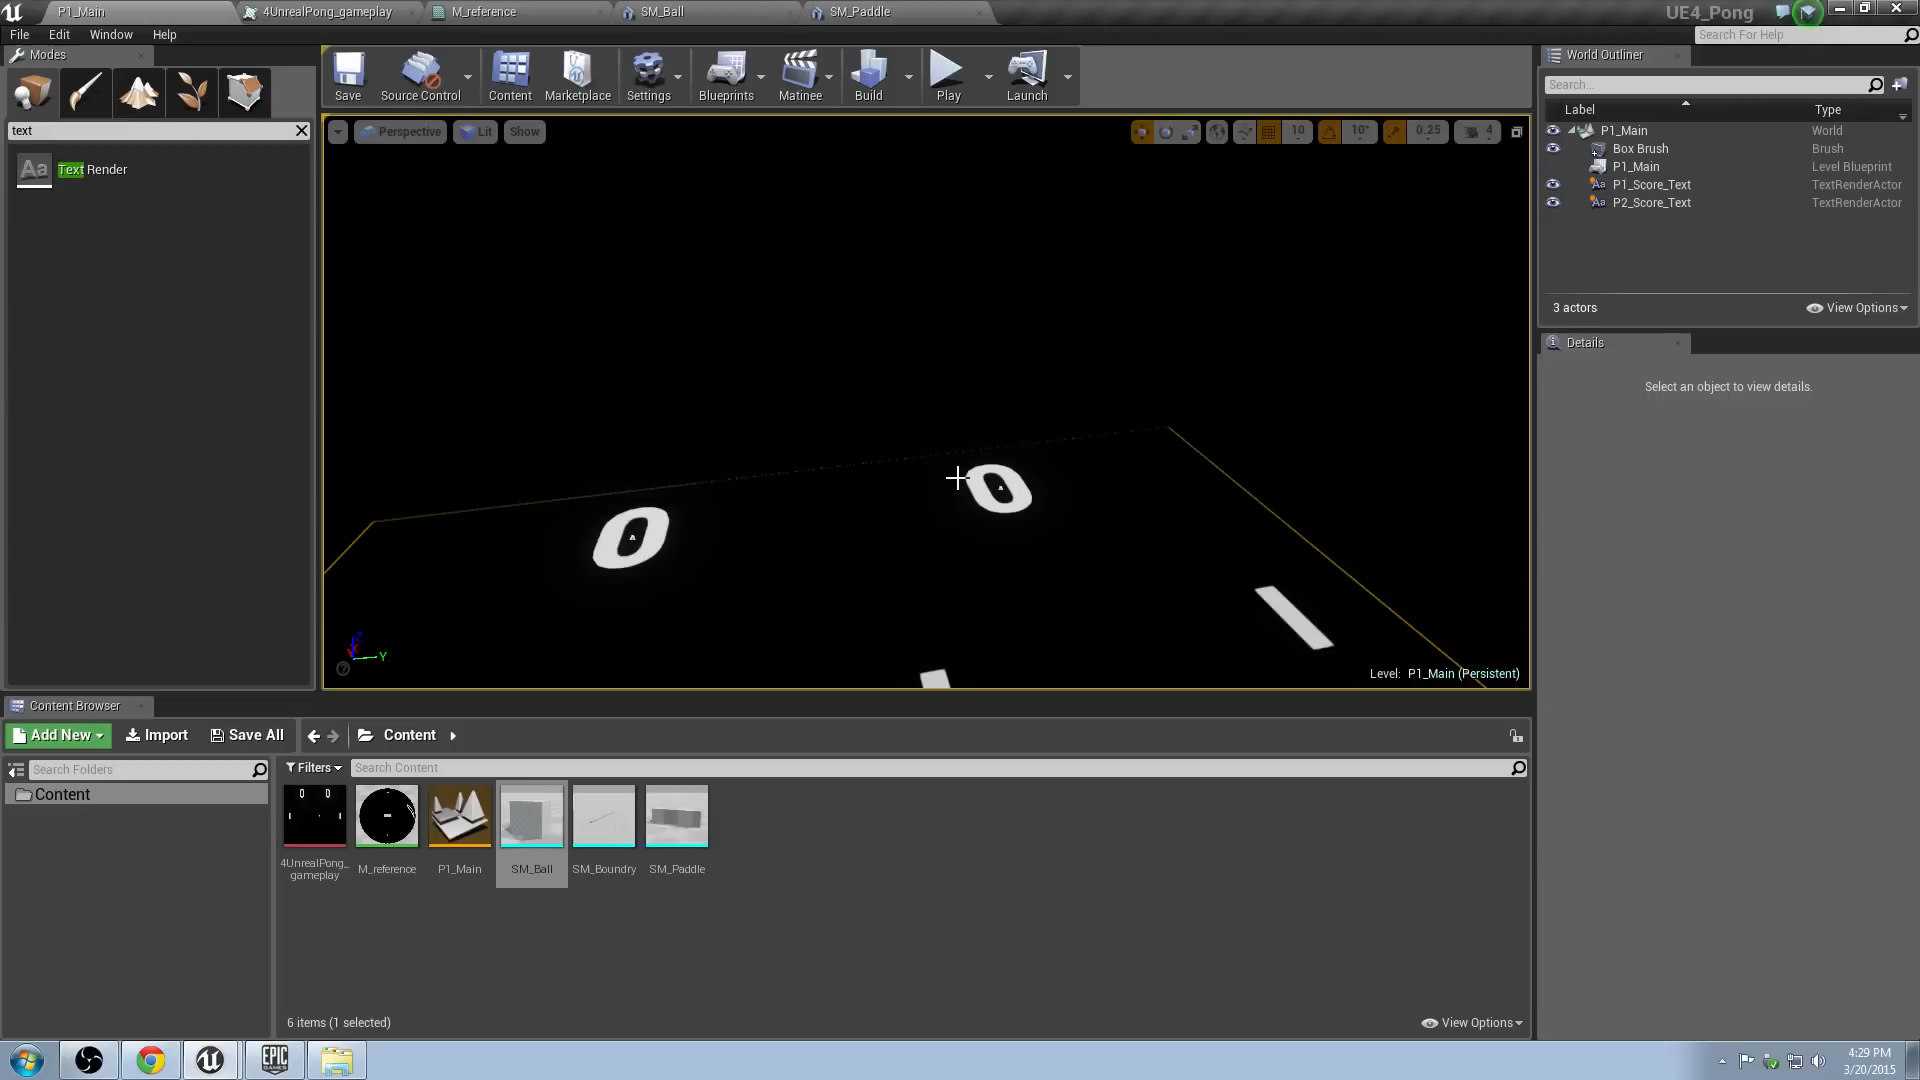 P1_Main
4UnrealPong_gameplay
M_reference
SM_Ball
SM_Paddle
UE4_Pong
File Edit Window Help
Search For Help
Modes
text
Text Render
Save
Source Control
Content
Marketplace
Settings
Blueprints
Matinee
Build
Play
Launch
Perspective
Lit
Show
10
10°
0.25
4
0
0
Z
Y
Level: P1_Main (Persistent)
World Outliner
Search...
Label Type
P1_Main World
Box Brush Brush
P1_Main Level Blueprint
P1_Score_Text TextRenderActor
P2_Score_Text TextRenderActor
3 actors
View Options
Details
Select an object to view details.
Content Browser
Add New
Import
Save All
Content
Search Folders
Content
Filters
Search Content
4UnrealPong_
gameplay
M_reference
P1_Main
SM_Ball
SM_Boundry
SM_Paddle
6 items (1 selected)
View Options
EPIC
GAMES
4:29 PM
3/20/2015